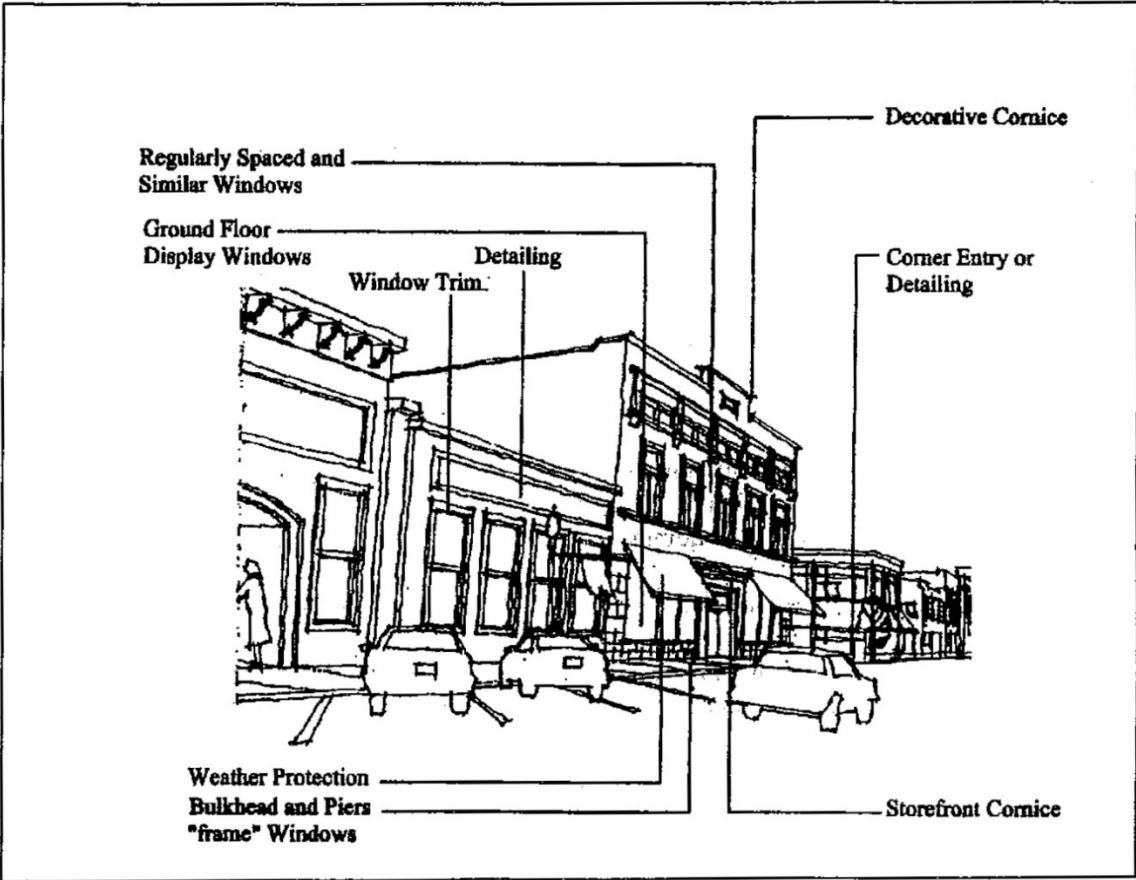 Decorative Cornice
Regularly Spaced and
Similar Windows
Ground Floor
Display Windows
Detailing
Window Trim
Corner Entry or
Detailing
Weather Protection
Bulkhead and Piers
"frame" Windows
Storefront Cornice